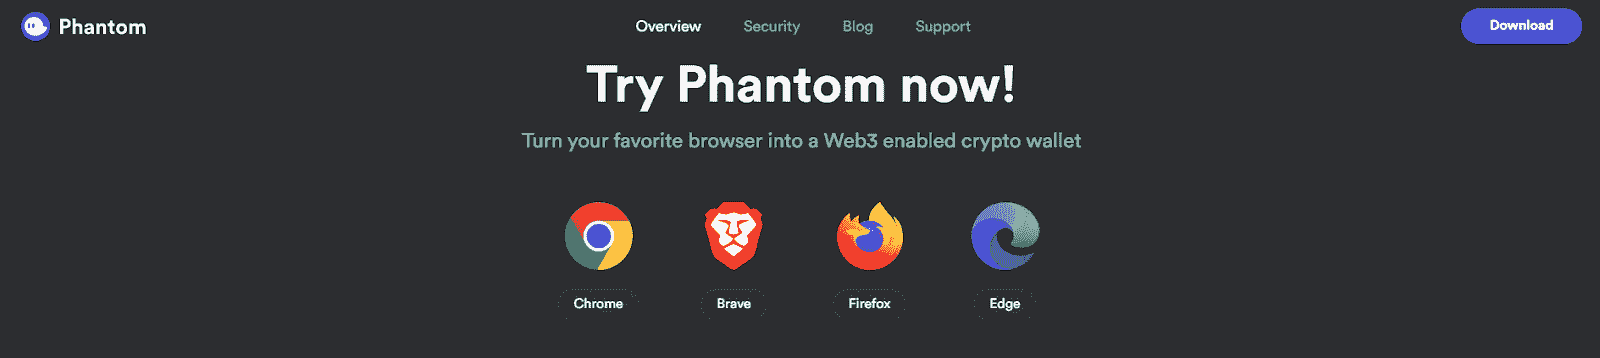 Phantom
Overview Security Blog Support
Download
Try Phantom now!
Turn your favorite browser into a Web3 enabled crypto wallet
Chrome Brave Firefox Edge